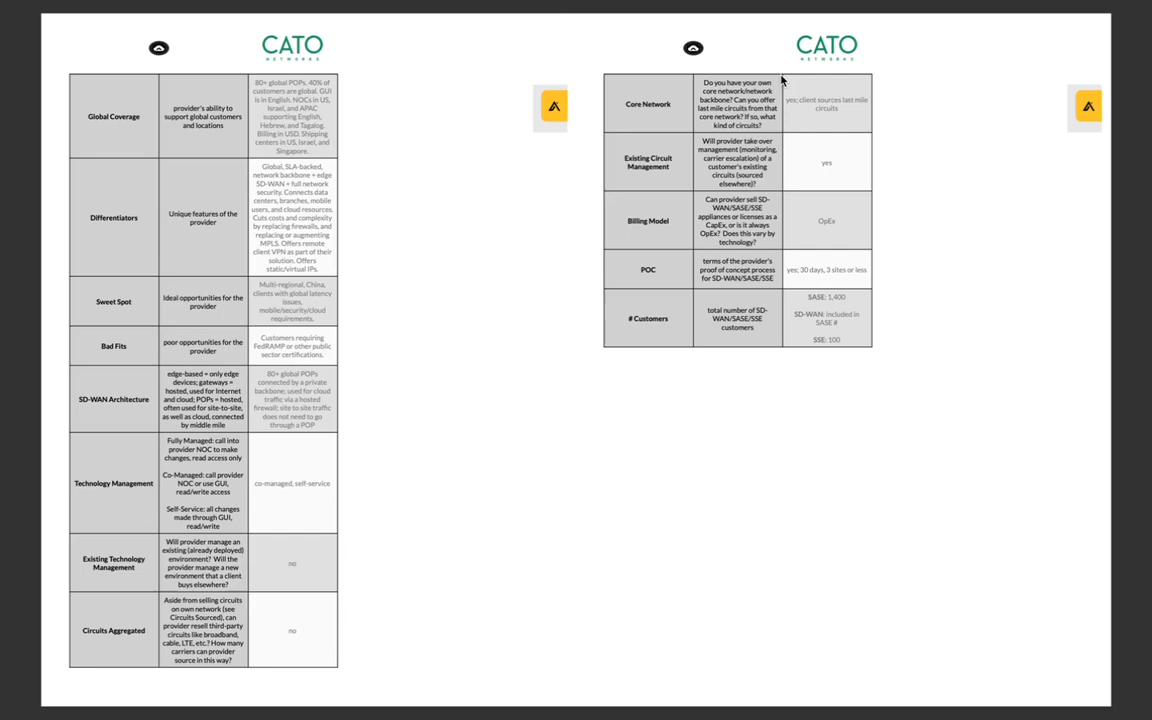 CATO
NETWORKS
Global Coverage
provider's ability to
support global customers
and locations
80+ global POPs. 40% of
customers are global. GUI
is in English. NOCs in US,
Israel, and APAC
supporting English,
Hebrew, and Tagalog.
Billing in USD. Shipping
centers in US, Israel, and
Singapore.
Differentiators
Unique features of the
provider
Global, SLA-backed,
network backbone + edge
SD-WAN + full network
security. Connects data
centers, branches, mobile
users, and cloud resources.
Cuts costs and complexity
by replacing firewalls, and
replacing or augmenting
MPLS. Offers remote
client VPN as part of their
solution. Offers
static/virtual IPs.
Sweet Spot
Ideal opportunities for the
provider
Multi-regional, China,
clients with global latency
issues,
mobile/security/cloud
requirements.
Bad Fits
poor opportunities for the
provider
Customers requiring
FedRAMP or other public
sector certifications.
SD-WAN Architecture
edge-based = only edge
devices; gateways =
hosted, used for Internet
and cloud; POPs = hosted,
often used for site-to-site,
as well as cloud, connected
by middle mile
80+ global POPs
connected by a private
backbone; used for cloud
traffic via a hosted
firewall; site to site traffic
does not need to go
through a POP
Technology Management
Fully Managed: call into
provider NOC to make
changes, read access only
Co-Managed: call provider
NOC or use GUI,
read/write access
Self-Service: all changes
made through GUI,
read/write
co-managed, self-service
Existing Technology
Management
Will provider manage an
existing (already deployed)
environment? Will the
provider manage a new
environment that a client
buys elsewhere?
no
Circuits Aggregated
Aside from selling circuits
on own network (see
Circuits Sourced), can
provider resell third-party
circuits like broadband,
cable, LTE, etc.? How many
carriers can provider
source in this way?
no
CATO
NETWORKS
Core Network
Do you have your own
core network/network
backbone? Can you offer
last mile circuits from that
core network? If so, what
kind of circuits?
yes; client sources last mile
circuits
Existing Circuit
Management
Will provider take over
management (monitoring,
carrier escalation) of a
customer's existing
circuits (sourced
elsewhere)?
yes
Billing Model
Can provider sell SD-
WAN/SASE/SSE
appliances or licenses as a
CapEx, or is it always
OpEx? Does this vary by
technology?
OpEx
POC
terms of the provider's
proof of concept process
for SD-WAN/SASE/SSE
yes; 30 days, 3 sites or less
# Customers
total number of SD-
WAN/SASE/SSE
customers
SASE: 1,400
SD-WAN: included in
SASE #
SSE: 100